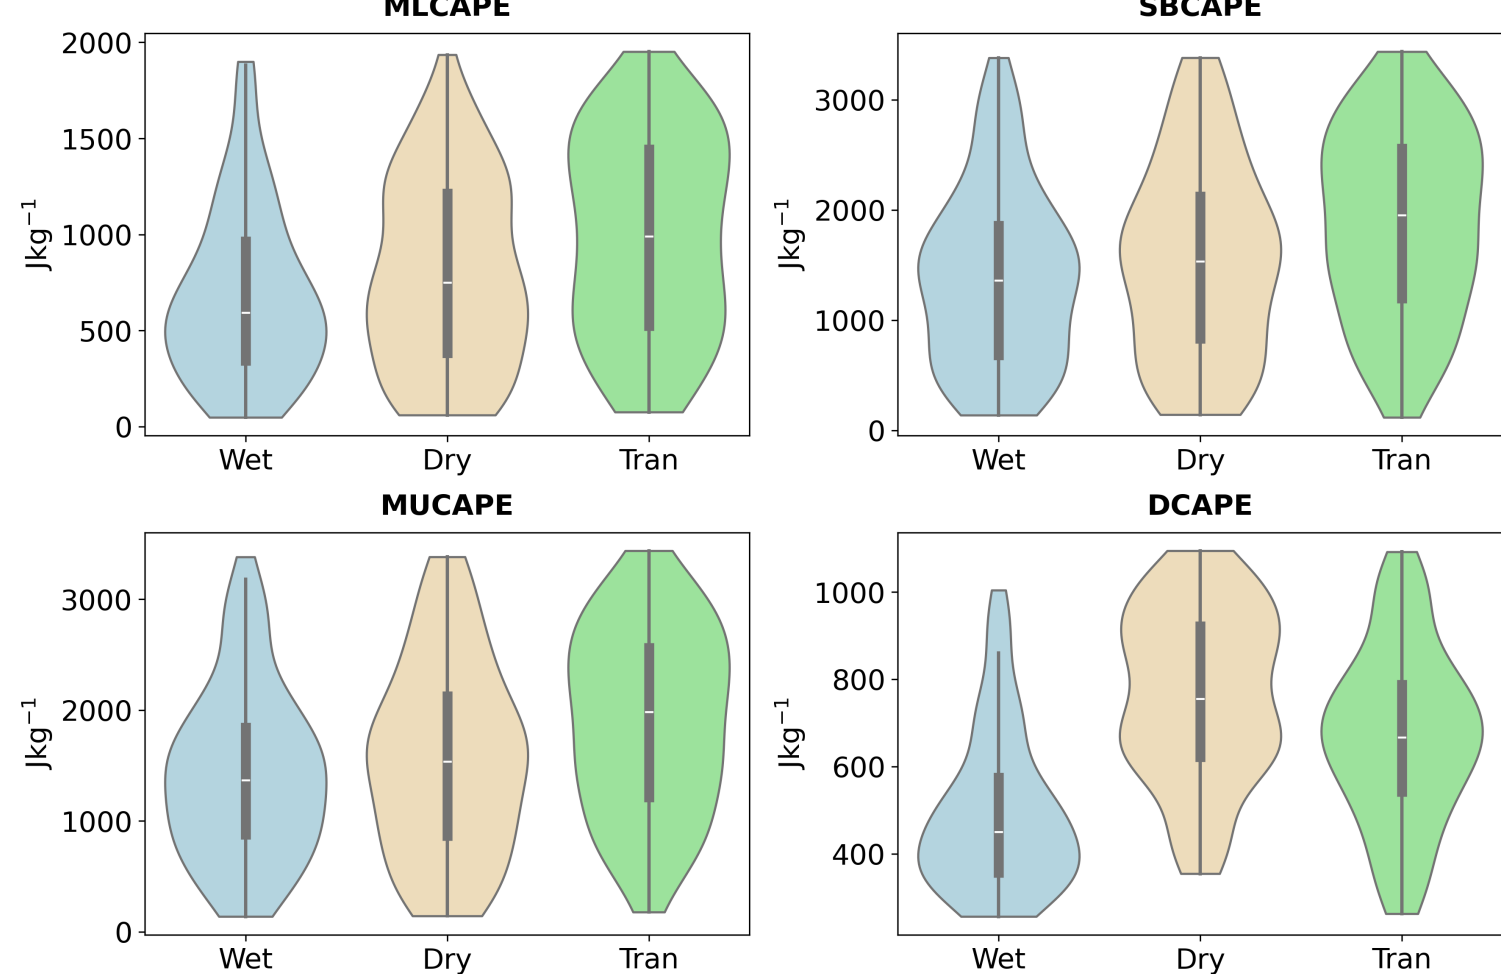 MLCAPE
2000
1500
1000
500
0
Jkg⁻¹
Wet Dry Tran
SBCAPE
3000
2000
1000
0
Jkg⁻¹
Wet Dry Tran
MUCAPE
3000
2000
1000
0
Jkg⁻¹
Wet Dry Tran
DCAPE
1000
800
600
400
Jkg⁻¹
Wet Dry Tran